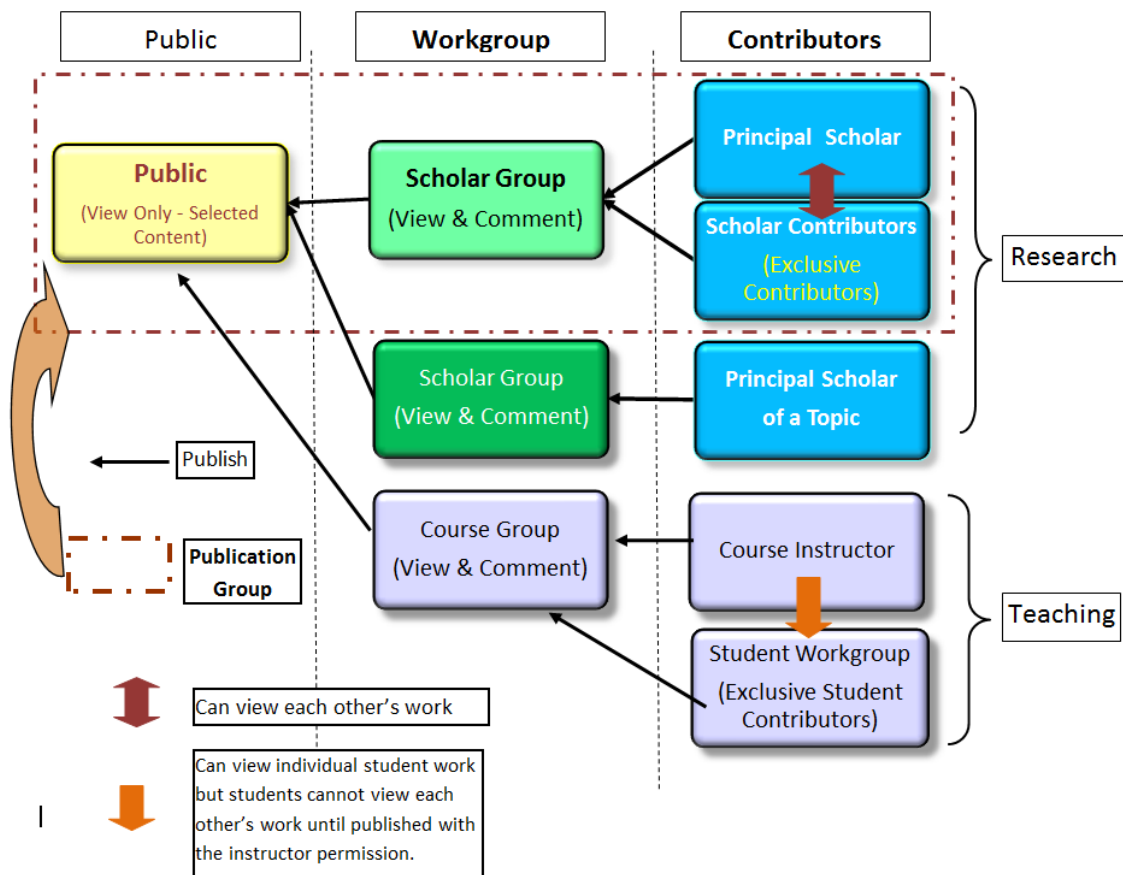 Public
Workgroup
Contributors
Public
(View Only - Selected
Content)
Scholar Group
(View & Comment)
Principal Scholar
Scholar Contributors
(Exclusive
Contributors)
Research
Scholar Group
(View & Comment)
Principal Scholar
of a Topic
Publish
Publication
Group
Course Group
(View & Comment)
Course Instructor
Student Workgroup
(Exclusive Student
Contributors)
Teaching
Can view each other’s work
Can view individual student work
but students cannot view each
other’s work until published with
the instructor permission.